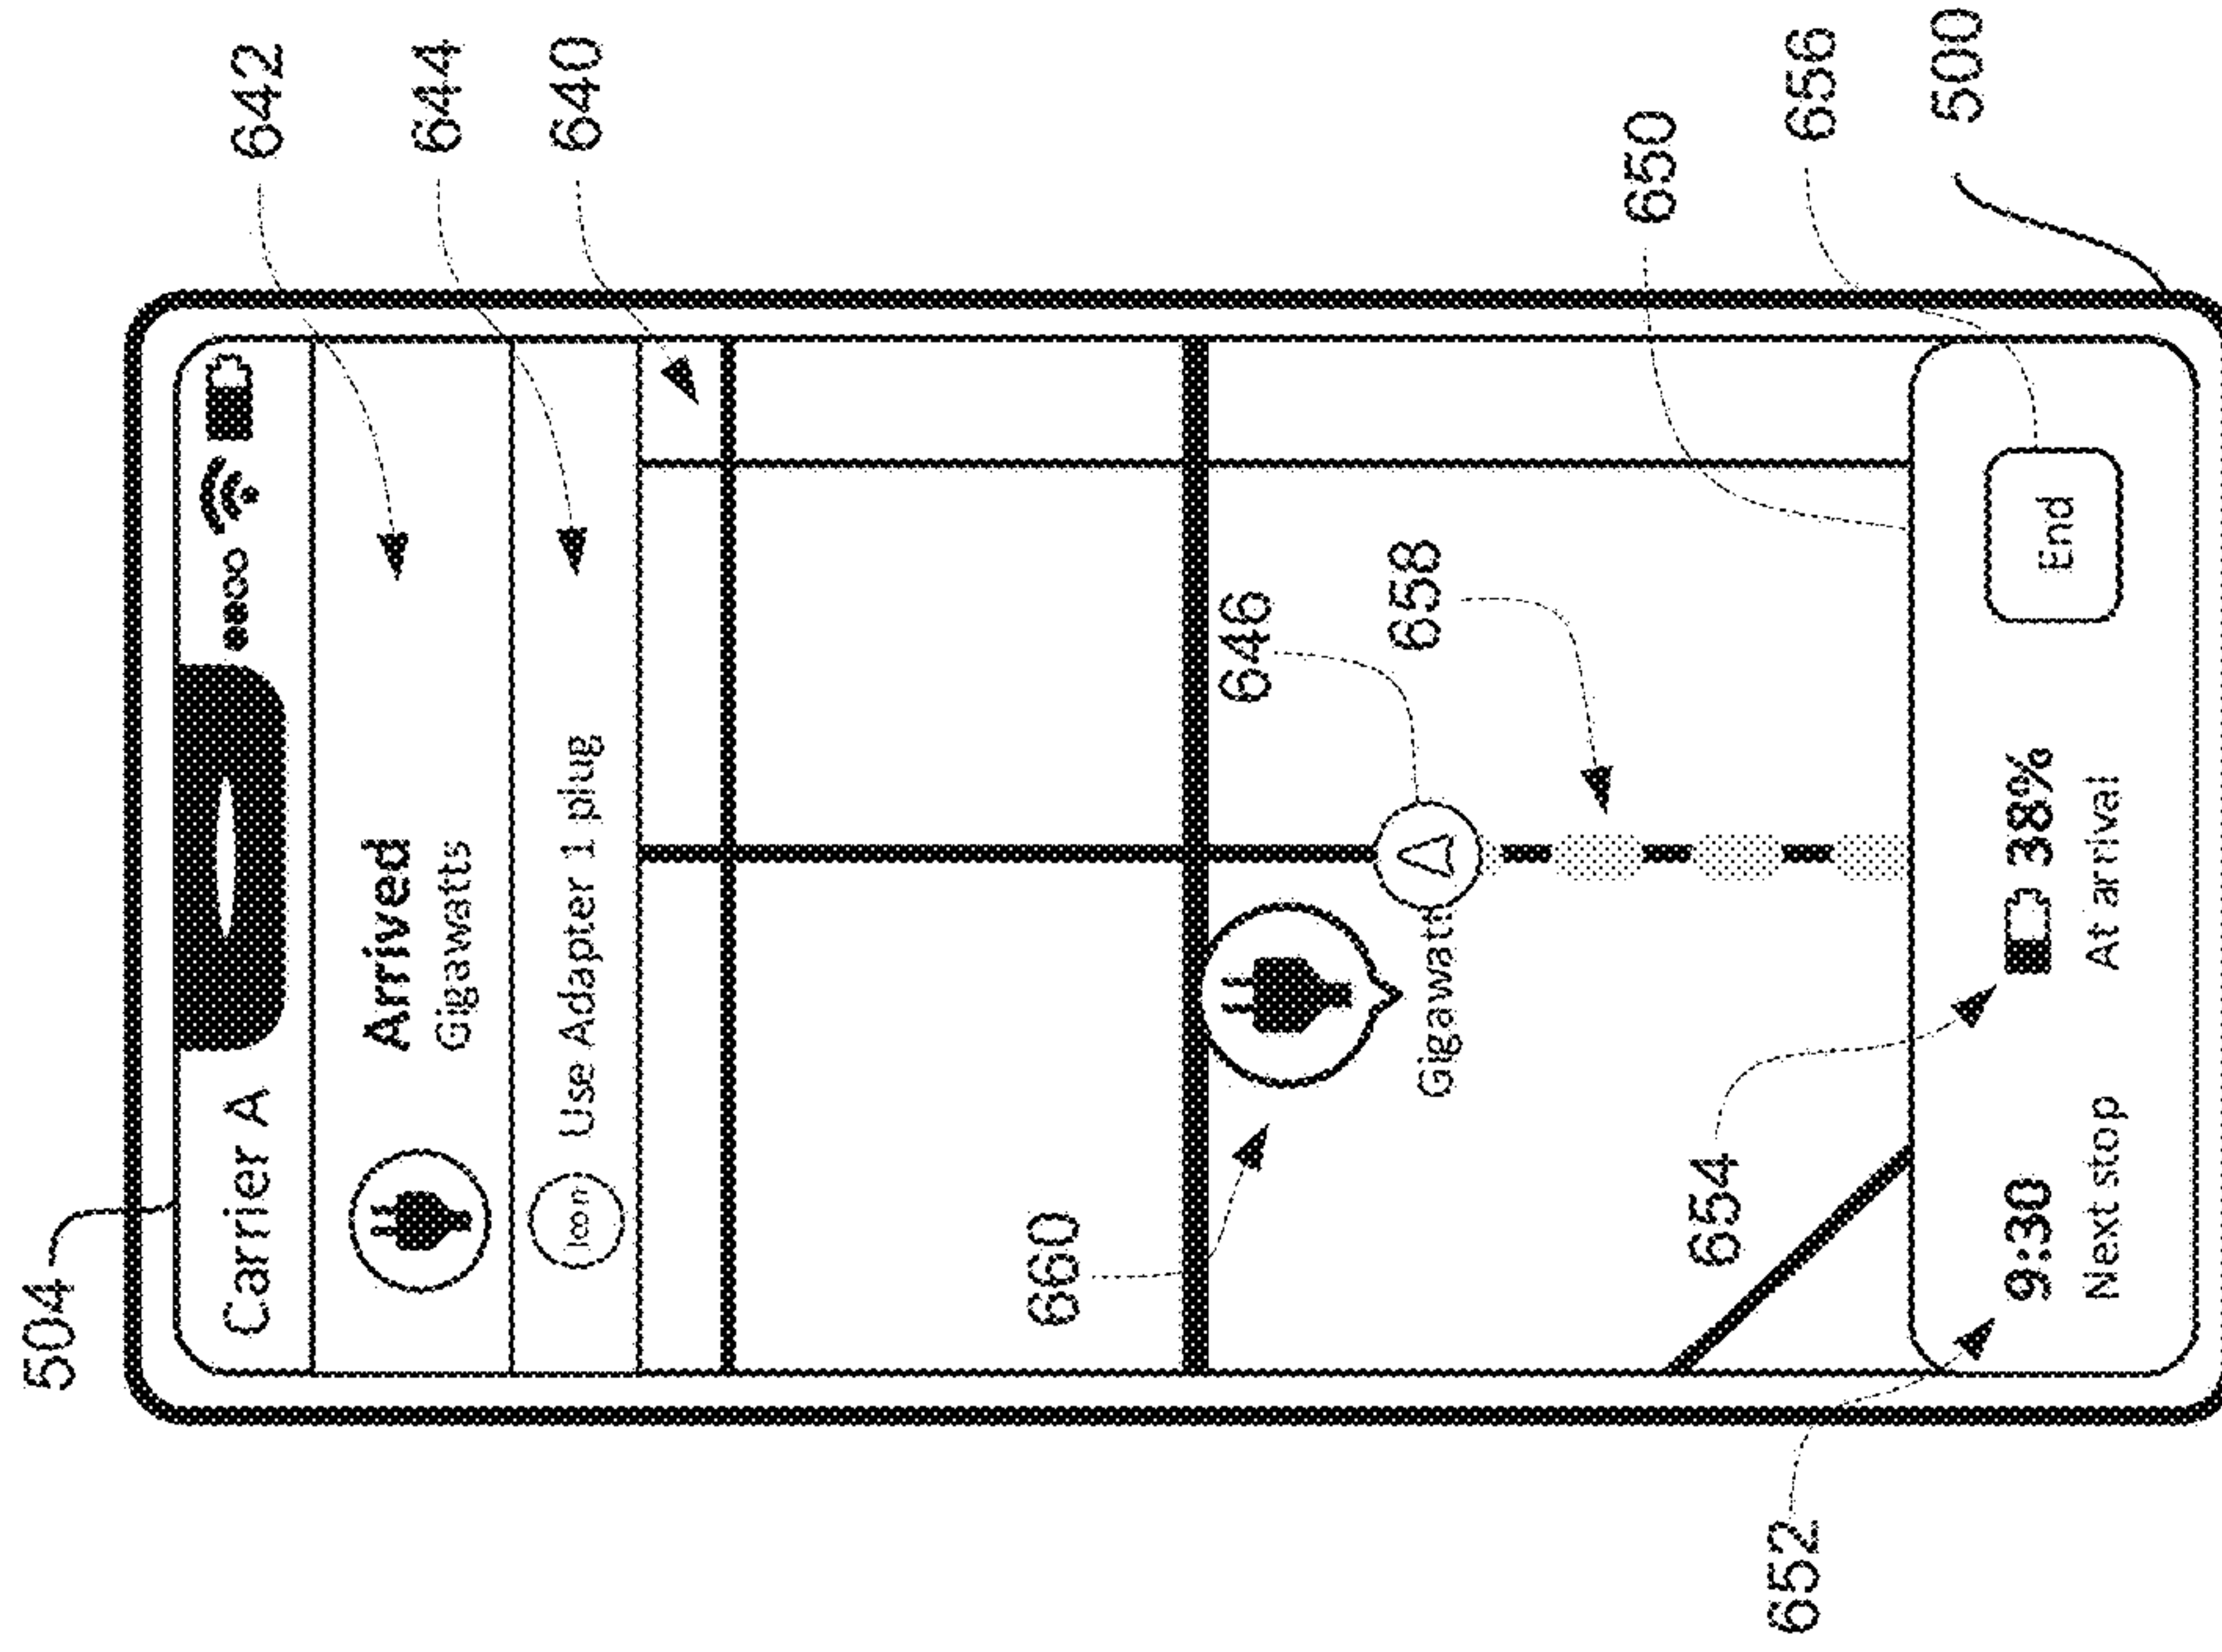 504
Carrier A
642
Arrived
Gigawatts
644
Icon
Use Adapter 1 plug
640
660
646
Gigawatt
658
650
654
652
9:30
38%
Next stop
At arrival
End
656
500